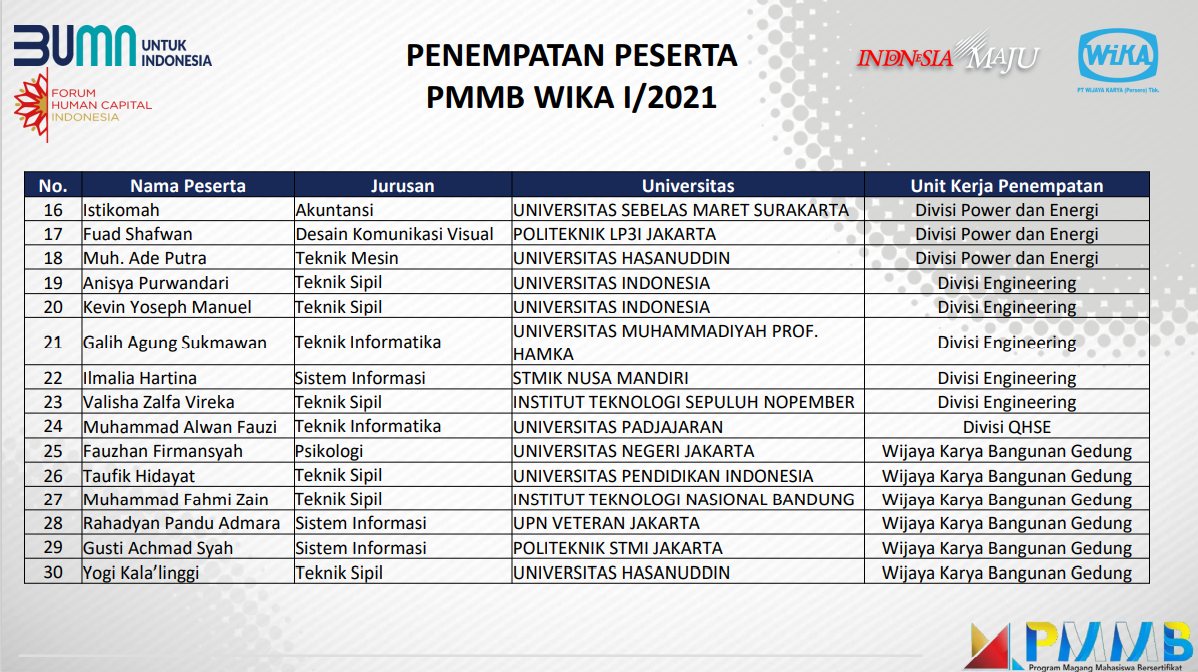 BUMN UNTUK
INDONESIA
FORUM
HUMAN CAPITAL
INDONESIA
PENEMPATAN PESERTA
PMMB WIKA I/2021
INDONESIA MAJU
WIKA
PT WIJAYA KARYA (Persero) Tbk.
No. Nama Peserta Jurusan Universitas Unit Kerja Penempatan
16 Istikomah Akuntansi UNIVERSITAS SEBELAS MARET SURAKARTA Divisi Power dan Energi
17 Fuad Shafwan Desain Komunikasi Visual POLITEKNIK LP3I JAKARTA Divisi Power dan Energi
18 Muh. Ade Putra Teknik Mesin UNIVERSITAS HASANUDDIN Divisi Power dan Energi
19 Anisya Purwandari Teknik Sipil UNIVERSITAS INDONESIA Divisi Engineering
20 Kevin Yoseph Manuel Teknik Sipil UNIVERSITAS INDONESIA Divisi Engineering
21 Galih Agung Sukmawan Teknik Informatika UNIVERSITAS MUHAMMADIYAH PROF.
HAMKA Divisi Engineering
22 Ilmalia Hartina Sistem Informasi STMIK NUSA MANDIRI Divisi Engineering
23 Valisha Zalfa Vireka Teknik Sipil INSTITUT TEKNOLOGI SEPULUH NOPEMBER Divisi Engineering
24 Muhammad Alwan Fauzi Teknik Informatika UNIVERSITAS PADJAJARAN Divisi QHSE
25 Fauzhan Firmansyah Psikologi UNIVERSITAS NEGERI JAKARTA Wijaya Karya Bangunan Gedung
26 Taufik Hidayat Teknik Sipil UNIVERSITAS PENDIDIKAN INDONESIA Wijaya Karya Bangunan Gedung
27 Muhammad Fahmi Zain Teknik Sipil INSTITUT TEKNOLOGI NASIONAL BANDUNG Wijaya Karya Bangunan Gedung
28 Rahadyan Pandu Admara Sistem Informasi UPN VETERAN JAKARTA Wijaya Karya Bangunan Gedung
29 Gusti Achmad Syah Sistem Informasi POLITEKNIK STMI JAKARTA Wijaya Karya Bangunan Gedung
30 Yogi Kala’linggi Teknik Sipil UNIVERSITAS HASANUDDIN Wijaya Karya Bangunan Gedung
PMMB
Program Magang Mahasiswa Bersertifikat